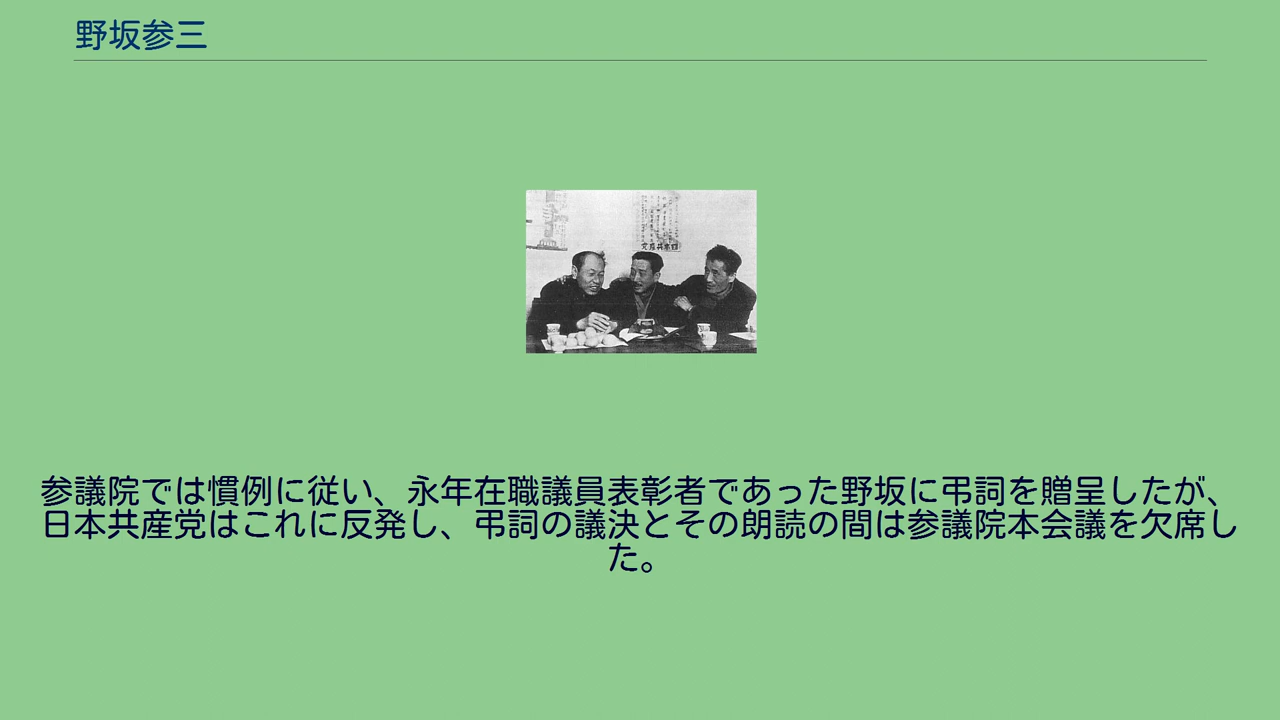 野坂参三
参議院では慣例に従い、永年在職議員表彰者であった野坂に弔詞を贈呈したが、
日本共産党はこれに反発し、弔詞の議決とその朗読の間は参議院本会議を欠席し
た。